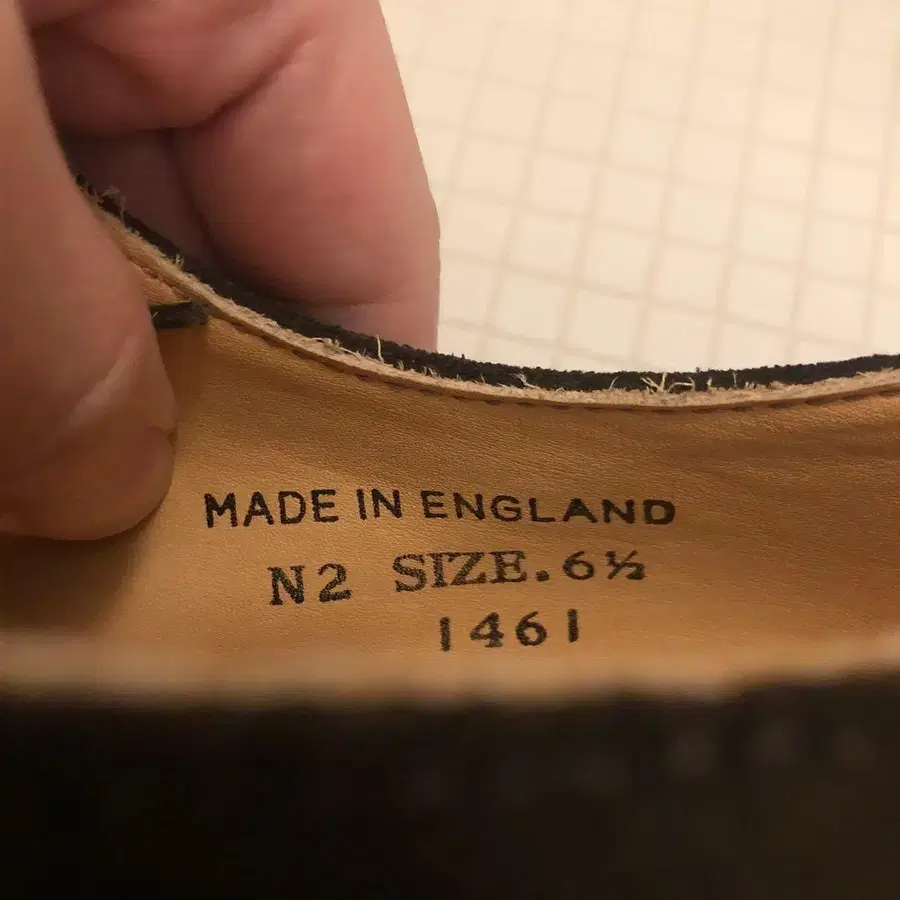 MADE IN ENGLAND
N2 SIZE. 6½
1461